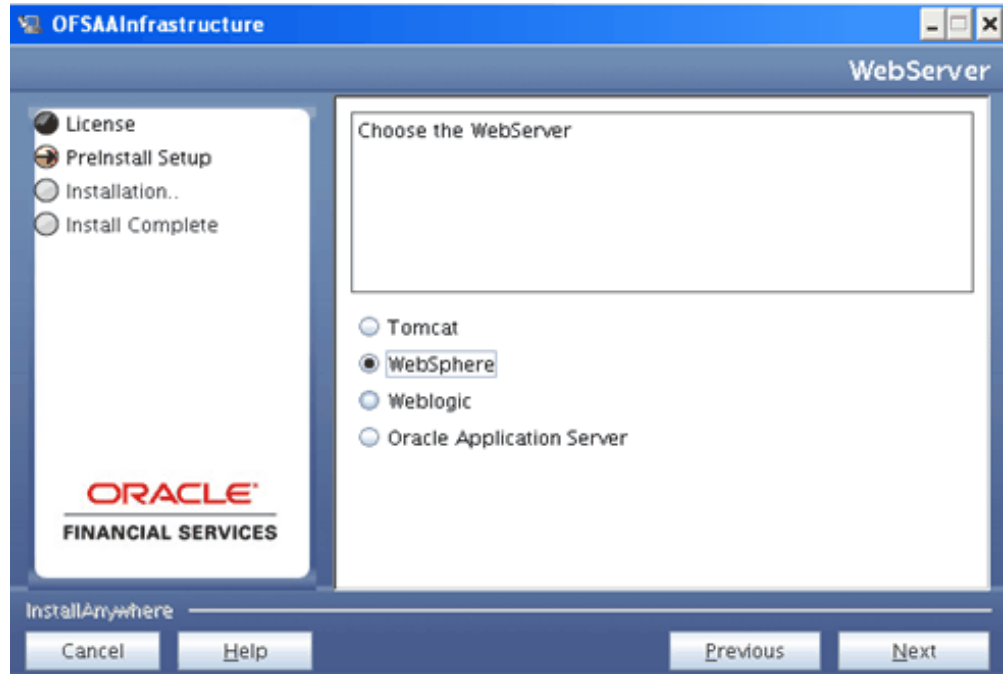 OFSAAInfrastructure
WebServer
License
PreInstall Setup
Installation..
Install Complete
Choose the WebServer
Tomcat
WebSphere
Weblogic
Oracle Application Server
ORACLE
FINANCIAL SERVICES
InstallAnywhere
Cancel
Help
Previous
Next